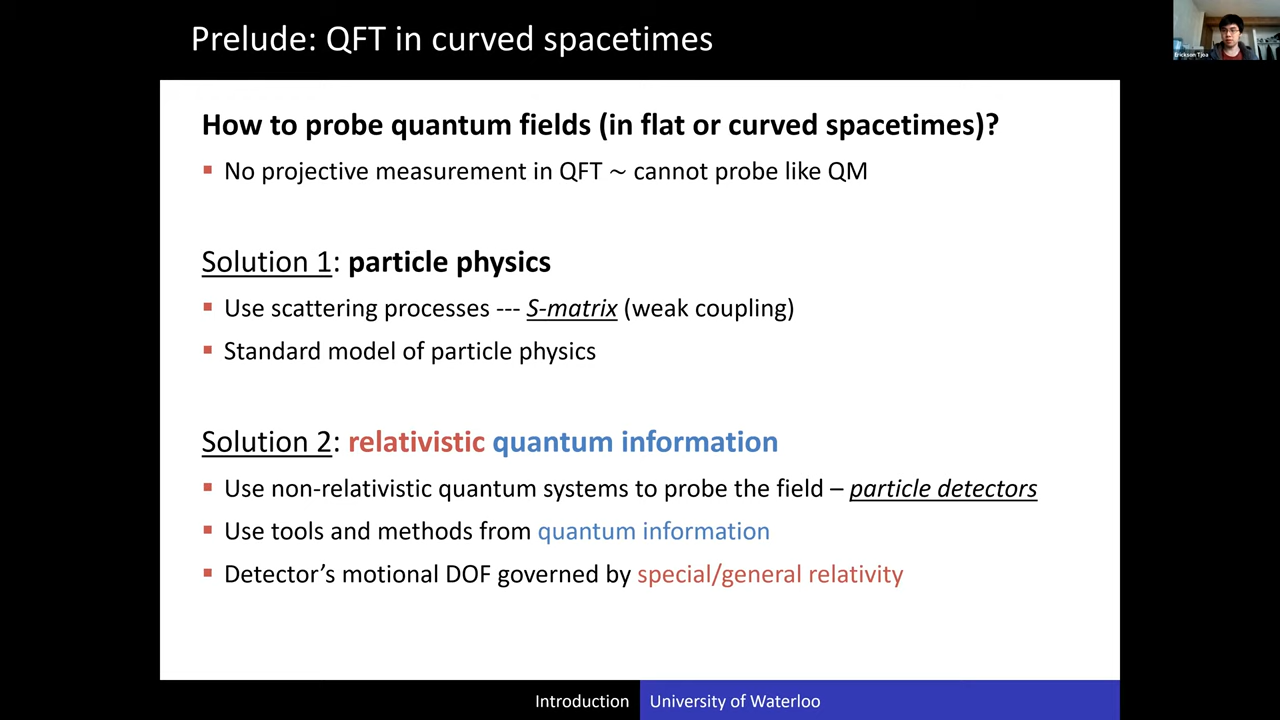 Prelude: QFT in curved spacetimes
Erickson Tjoa
How to probe quantum fields (in flat or curved spacetimes)?
▪ No projective measurement in QFT ~ cannot probe like QM
Solution 1: particle physics
▪ Use scattering processes --- S-matrix (weak coupling)
▪ Standard model of particle physics
Solution 2: relativistic quantum information
▪ Use non-relativistic quantum systems to probe the field – particle detectors
▪ Use tools and methods from quantum information
▪ Detector’s motional DOF governed by special/general relativity
Introduction University of Waterloo